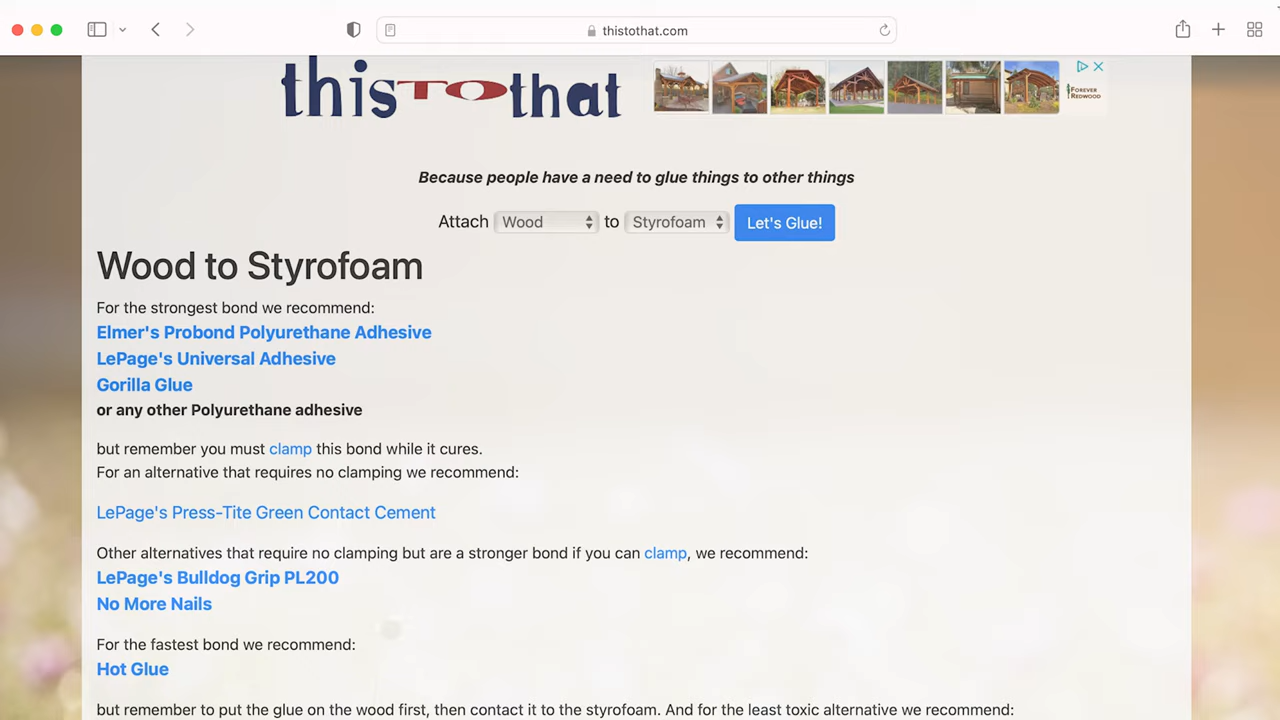 thistothat.com
thisTOthat
FOREVER
REDWOOD
Because people have a need to glue things to other things
Attach Wood to Styrofoam Let's Glue!
Wood to Styrofoam
For the strongest bond we recommend:
Elmer's Probond Polyurethane Adhesive
LePage's Universal Adhesive
Gorilla Glue
or any other Polyurethane adhesive
but remember you must clamp this bond while it cures.
For an alternative that requires no clamping we recommend:
LePage's Press-Tite Green Contact Cement
Other alternatives that require no clamping but are a stronger bond if you can clamp, we recommend:
LePage's Bulldog Grip PL200
No More Nails
For the fastest bond we recommend:
Hot Glue
but remember to put the glue on the wood first, then contact it to the styrofoam. And for the least toxic alternative we recommend: